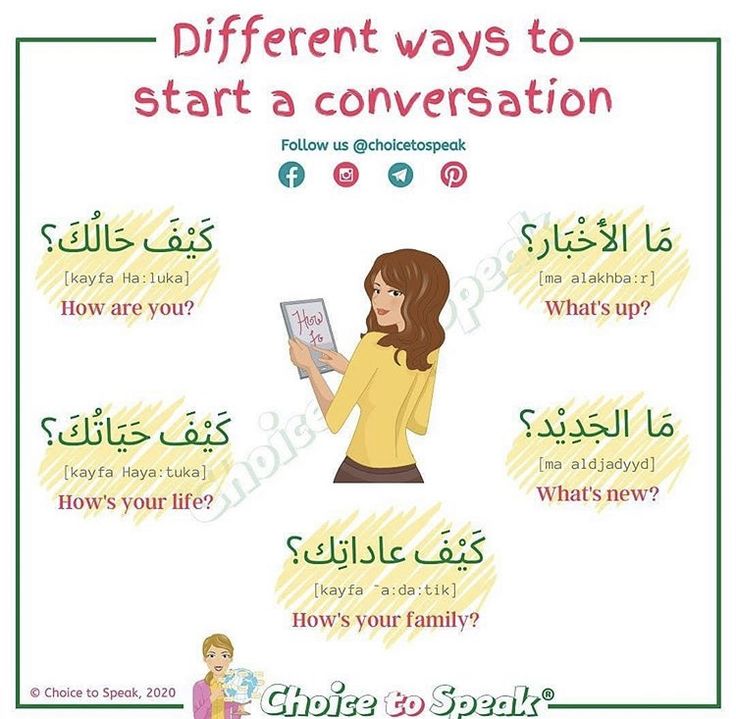 Different ways to
start a conversation
Follow us @choicetospeak
كَيْفَ حَالُكَ؟
[kayfa Ha:luka]
How are you?
مَا الأَخْبَار؟
[ma alakhba:r]
What's up?
How
to
كَيْفَ حَيَاتُكَ؟
[kayfa Haya:tuka]
How's your life?
مَا الجَدِيْد؟
[ma aldjadyyd]
What's new?
كَيْفَ عاداتِك؟
[kayfa ~a:da:tik]
How's your family?
Choice to Speak
© Choice to Speak, 2020
Choice to Speak®